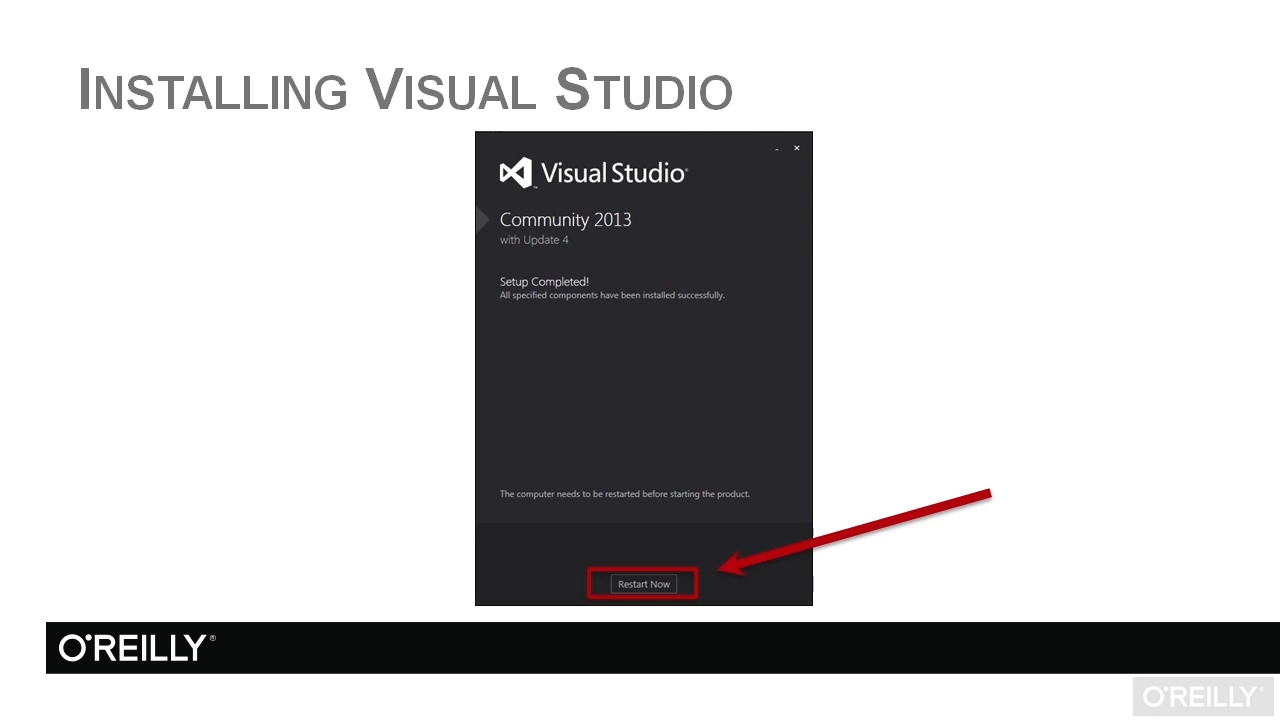 INSTALLING VISUAL STUDIO
Visual Studio®
Community 2013
with Update 4
Setup Completed!
All specified components have been installed successfully.
The computer needs to be restarted before starting the product.
Restart Now
O'REILLY®
O'REILLY®